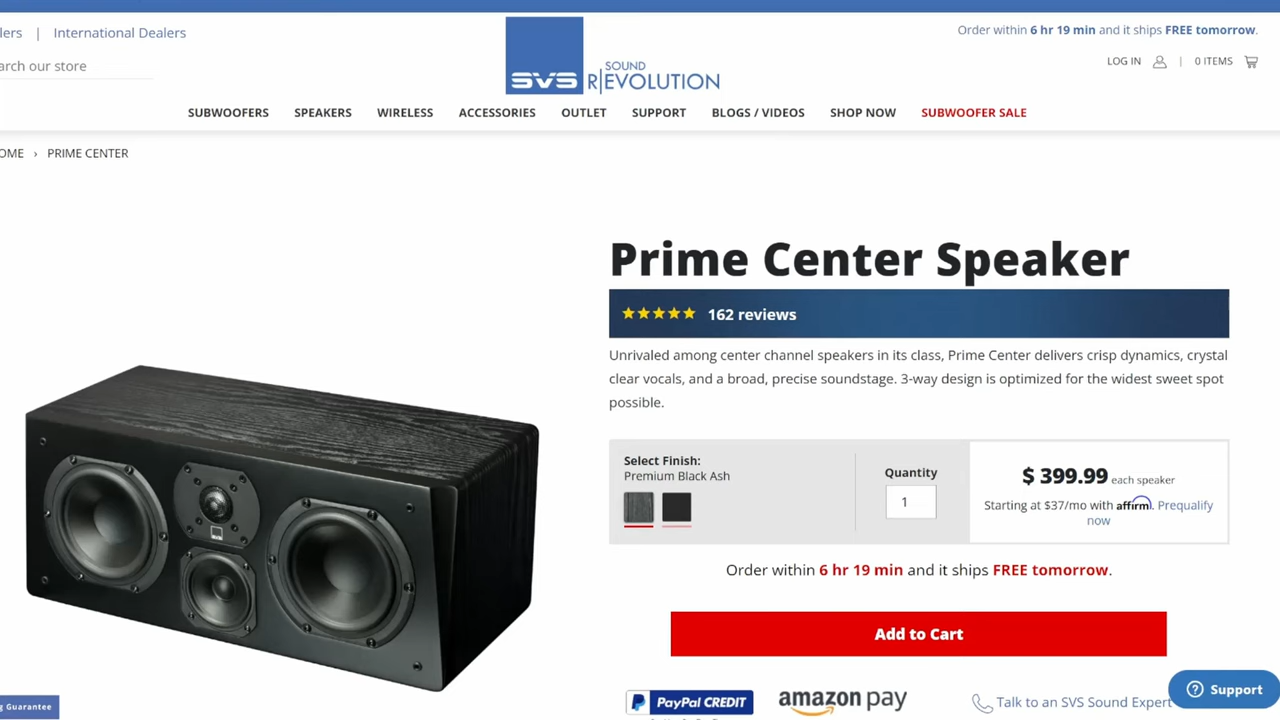 lers | International Dealers
Order within 6 hr 19 min and it ships FREE tomorrow.
arch our store
SVS SOUND R|EVOLUTION
LOG IN | 0 ITEMS
SUBWOOFERS SPEAKERS WIRELESS ACCESSORIES OUTLET SUPPORT BLOGS / VIDEOS SHOP NOW SUBWOOFER SALE
OME › PRIME CENTER
Prime Center Speaker
162 reviews
Unrivaled among center channel speakers in its class, Prime Center delivers crisp dynamics, crystal
clear vocals, and a broad, precise soundstage. 3-way design is optimized for the widest sweet spot
possible.
Select Finish:
Premium Black Ash
Quantity
1
$ 399.99 each speaker
Starting at $37/mo with affirm. Prequalify
now
Order within 6 hr 19 min and it ships FREE tomorrow.
Add to Cart
PayPal CREDIT
amazon pay
Talk to an SVS Sound Expert
Support
g Guarantee